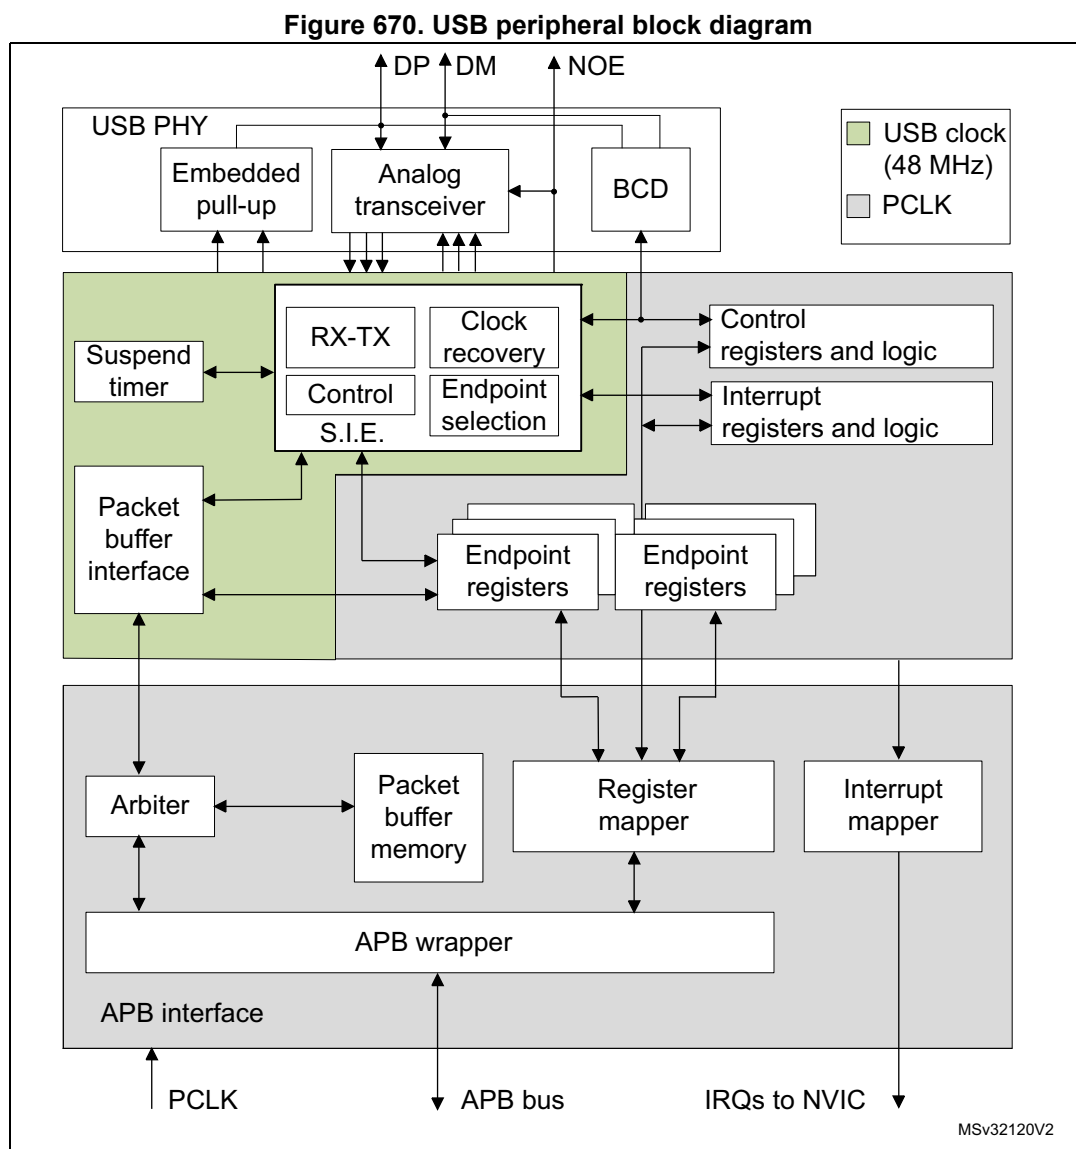 Figure 670. USB peripheral block diagram
DP
DM
NOE
USB PHY
Embedded
pull-up
Analog
transceiver
BCD
USB clock
(48 MHz)
PCLK
RX-TX
Clock
recovery
Control
Endpoint
selection
S.I.E.
Suspend
timer
Control
registers and logic
Interrupt
registers and logic
Packet
buffer
interface
Endpoint
registers
Endpoint
registers
Arbiter
Packet
buffer
memory
Register
mapper
Interrupt
mapper
APB wrapper
APB interface
PCLK
APB bus
IRQs to NVIC
MSv32120V2